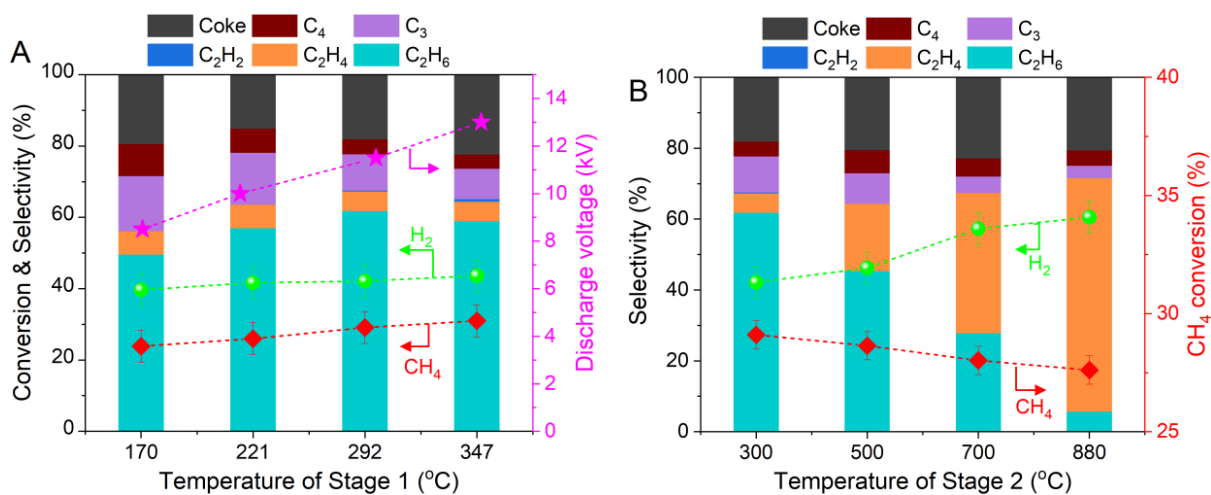 A
Coke C₄ C₃
C₂H₂ C₂H₄ C₂H₆
Conversion & Selectivity (%)
100
80
60
40
20
0
H₂
CH₄
14
12
10
8
6
4
2
0
Discharge voltage (kV)
170 221 292 347
Temperature of Stage 1 (°C)
B
Coke C₄ C₃
C₂H₂ C₂H₄ C₂H₆
Selectivity (%)
100
80
60
40
20
0
H₂
CH₄
40
35
30
25
CH₄ conversion (%)
300 500 700 880
Temperature of Stage 2 (°C)